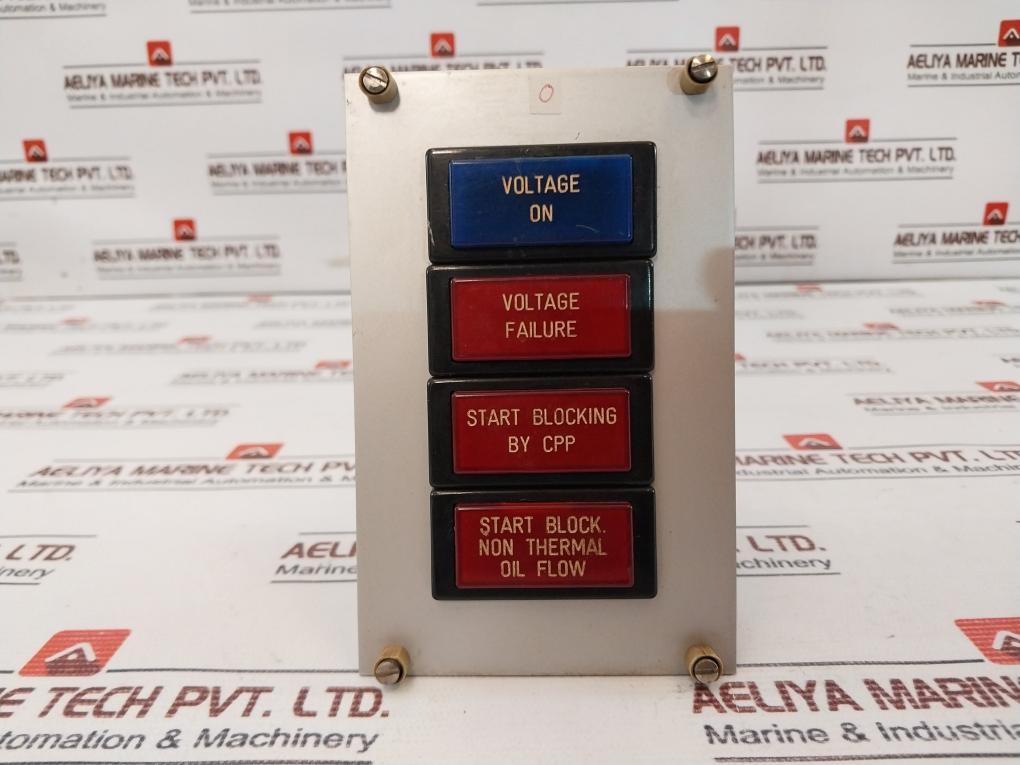 AELIYA MARINE TECH PVT. LTD.
Marine & Industrial Automation & Machinery
O
VOLTAGE
ON
VOLTAGE
FAILURE
START BLOCKING
BY CPP
START BLOCK.
NON THERMAL
OIL FLOW